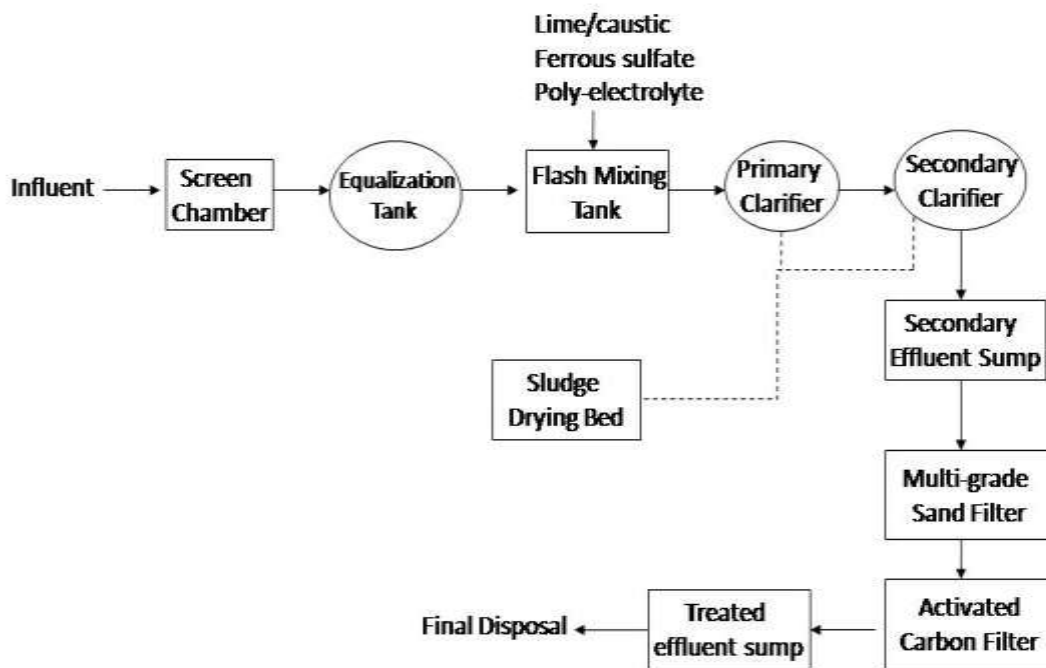 Lime/caustic
Ferrous sulfate
Poly-electrolyte
Influent
Screen
Chamber
Equalization
Tank
Flash Mixing
Tank
Primary
Clarifier
Secondary
Clarifier
Secondary
Effluent Sump
Sludge
Drying Bed
Multi-grade
Sand Filter
Activated
Carbon Filter
Treated
effluent sump
Final Disposal